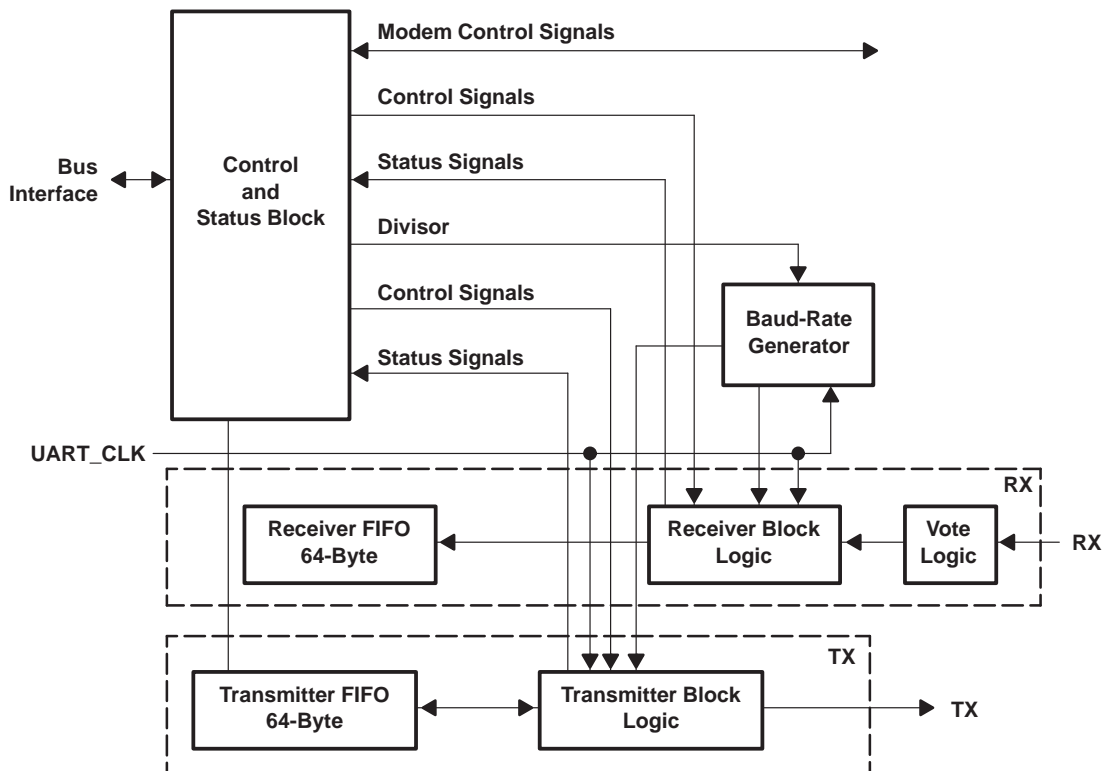 Modem Control Signals
Control Signals
Bus
Interface
Control
and
Status Block
Status Signals
Divisor
Control Signals
Baud-Rate
Generator
Status Signals
UART_CLK
RX
Receiver FIFO
64-Byte
Receiver Block
Logic
Vote
Logic
RX
TX
Transmitter FIFO
64-Byte
Transmitter Block
Logic
TX